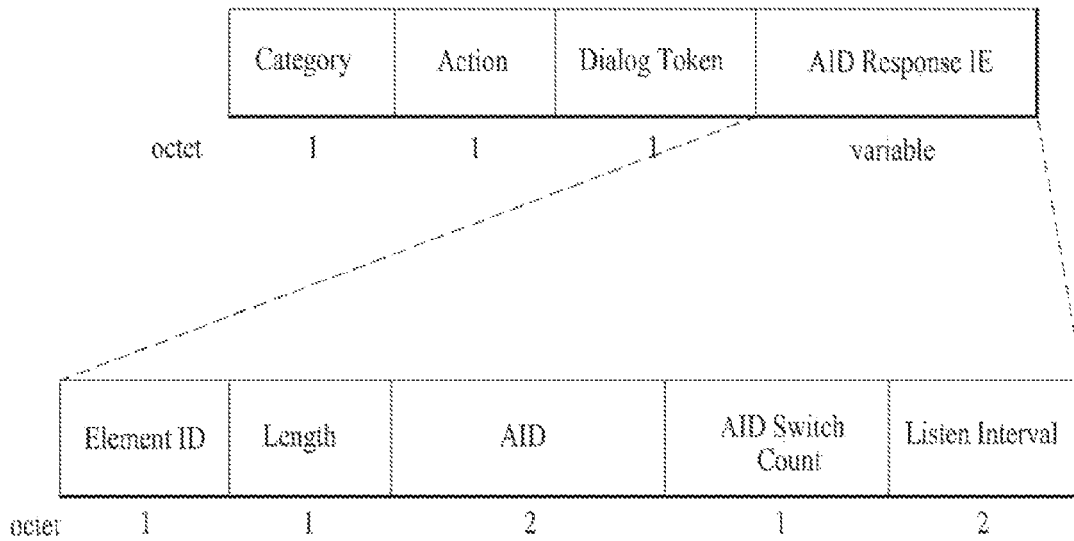 Category Action Dialog Token AID Response IE
octet 1 1 1 variable
Element ID Length AID AID Switch Count Listen Interval
octet 1 1 2 1 2